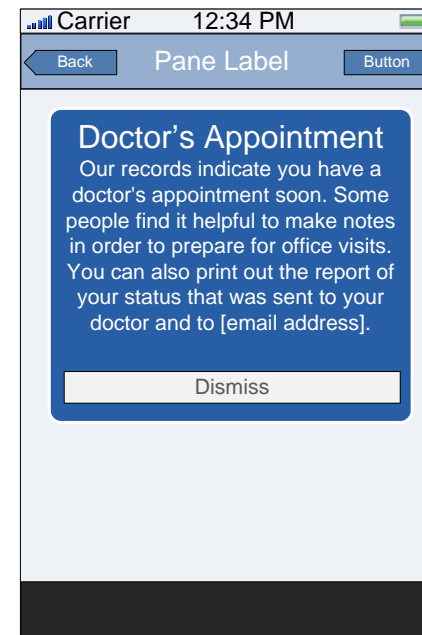 Carrier 12:34 PM
Back Pane Label Button
Doctor’s Appointment
Our records indicate you have a
doctor's appointment soon. Some
people find it helpful to make notes
in order to prepare for office visits.
You can also print out the report of
your status that was sent to your
doctor and to [email address].
Dismiss